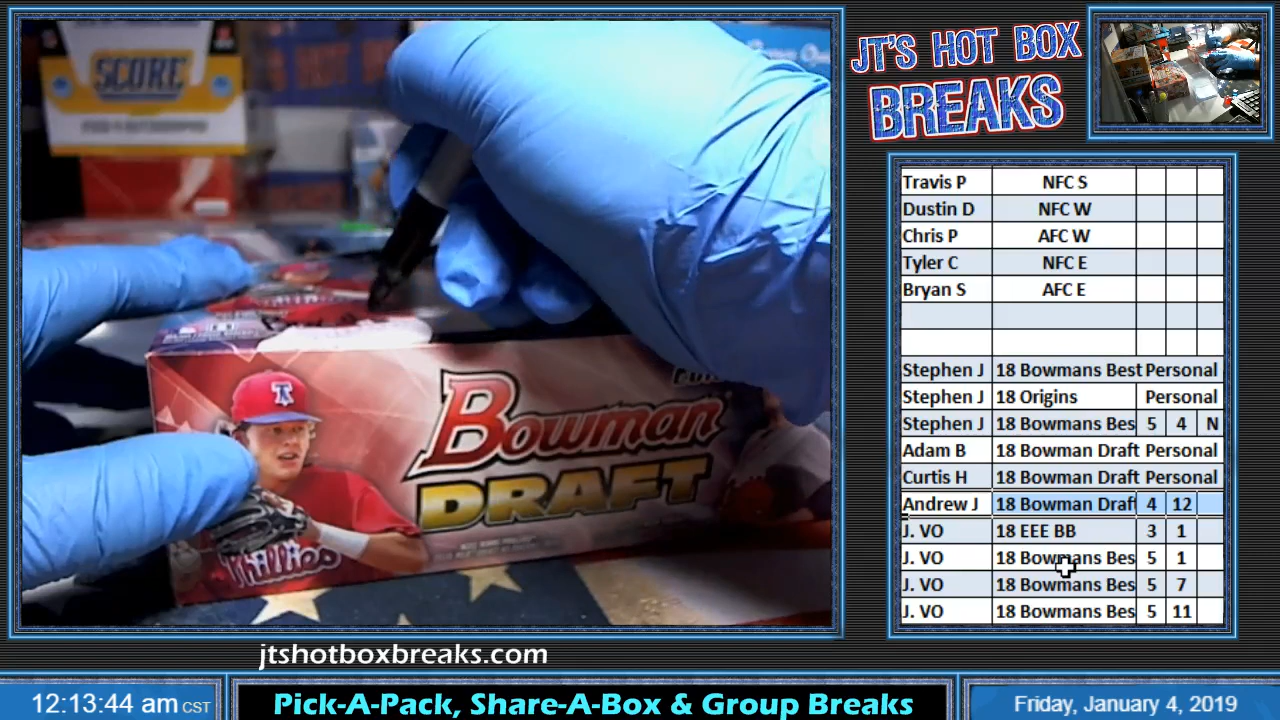 SCORE
JT'S HOT BOX
BREAKS
Travis P NFC S
Dustin D NFC W
Chris P AFC W
Tyler C NFC E
Bryan S AFC E
Stephen J 18 Bowmans Best Personal
Stephen J 18 Origins Personal
Stephen J 18 Bowmans Bes 5 4 N
Adam B 18 Bowman Draft Personal
Curtis H 18 Bowman Draft Personal
Andrew J 18 Bowman Draft 4 12
J. VO 18 EEE BB 3 1
J. VO 18 Bowmans Bes 5 1
J. VO 18 Bowmans Bes 5 7
J. VO 18 Bowmans Bes 5 11
Bowman
DRAFT
Phillies
jtshotboxbreaks.com
12:13:44 am CST
Pick-A-Pack, Share-A-Box & Group Breaks
Friday, January 4, 2019